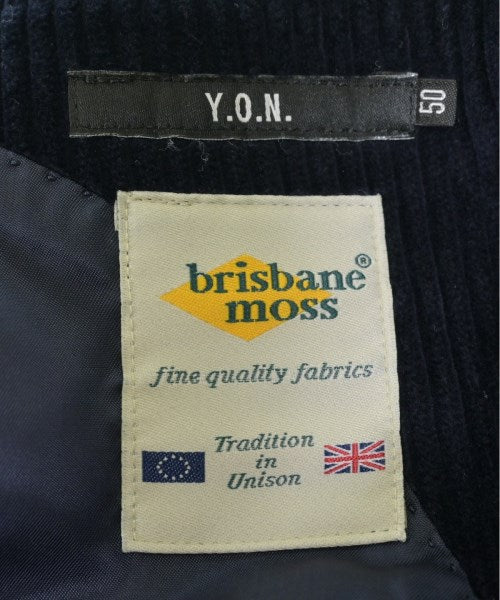 Y.O.N.
50
brisbane®
moss
fine quality fabrics
Tradition
in
Unison